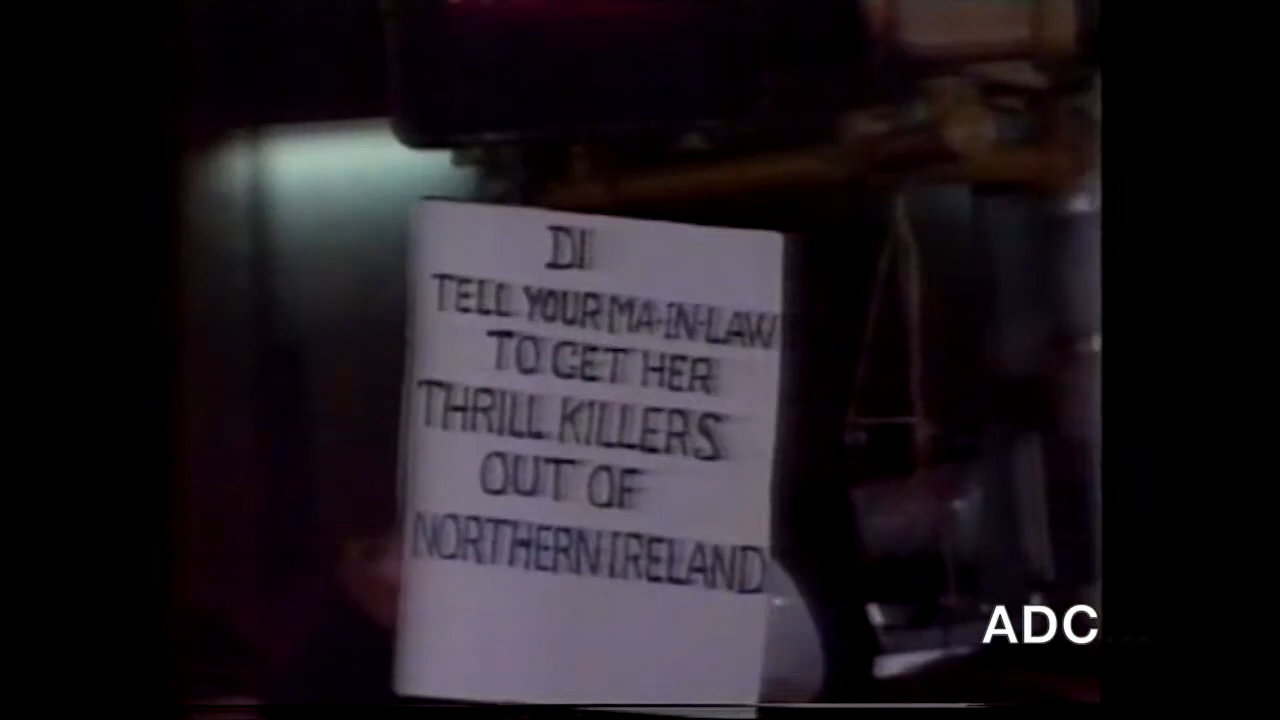 DI
TELL YOUR MA-IN-LAW
TO GET HER
THRILL KILLERS
OUT OF
NORTHERN IRELAND
ADC